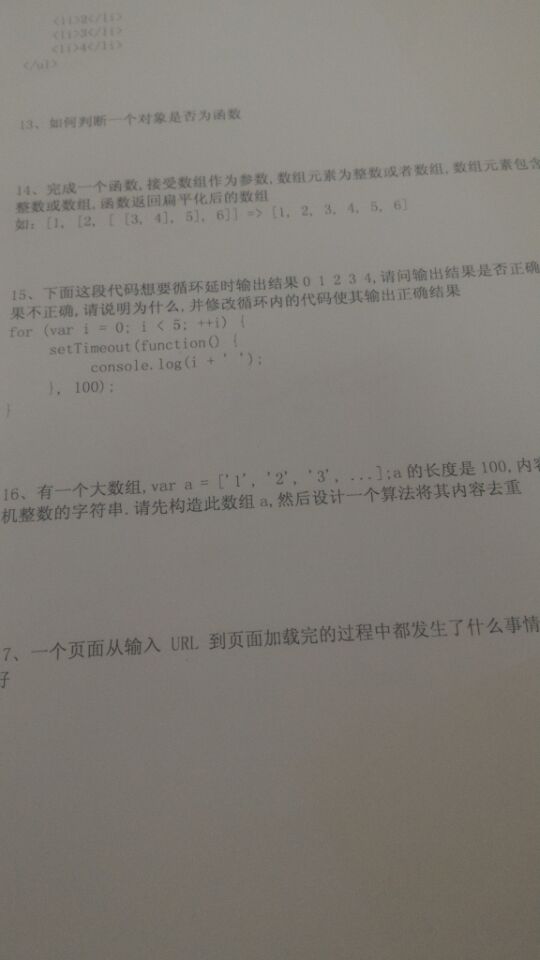 <li>2</li>
<li>3</li>
<li>4</li>
</ul>
13、如何判断一个对象是否为函数
14、完成一个函数,接受数组作为参数,数组元素为整数或者数组,数组元素包含
整数或数组,函数返回扁平化后的数组
如: [1, [2, [ [3, 4], 5], 6]] => [1, 2, 3, 4, 5, 6]
15、下面这段代码想要循环延时输出结果 0 1 2 3 4,请问输出结果是否正确
果不正确,请说明为什么,并修改循环内的代码使其输出正确结果
for (var i = 0; i < 5; ++i) {
setTimeout(function() {
console.log(i + ' ');
}, 100);
}
16、有一个大数组,var a = ['1', '2', '3', ...];a 的长度是 100,内容
机整数的字符串.请先构造此数组 a,然后设计一个算法将其内容去重
7、一个页面从输入 URL 到页面加载完的过程中都发生了什么事情
好